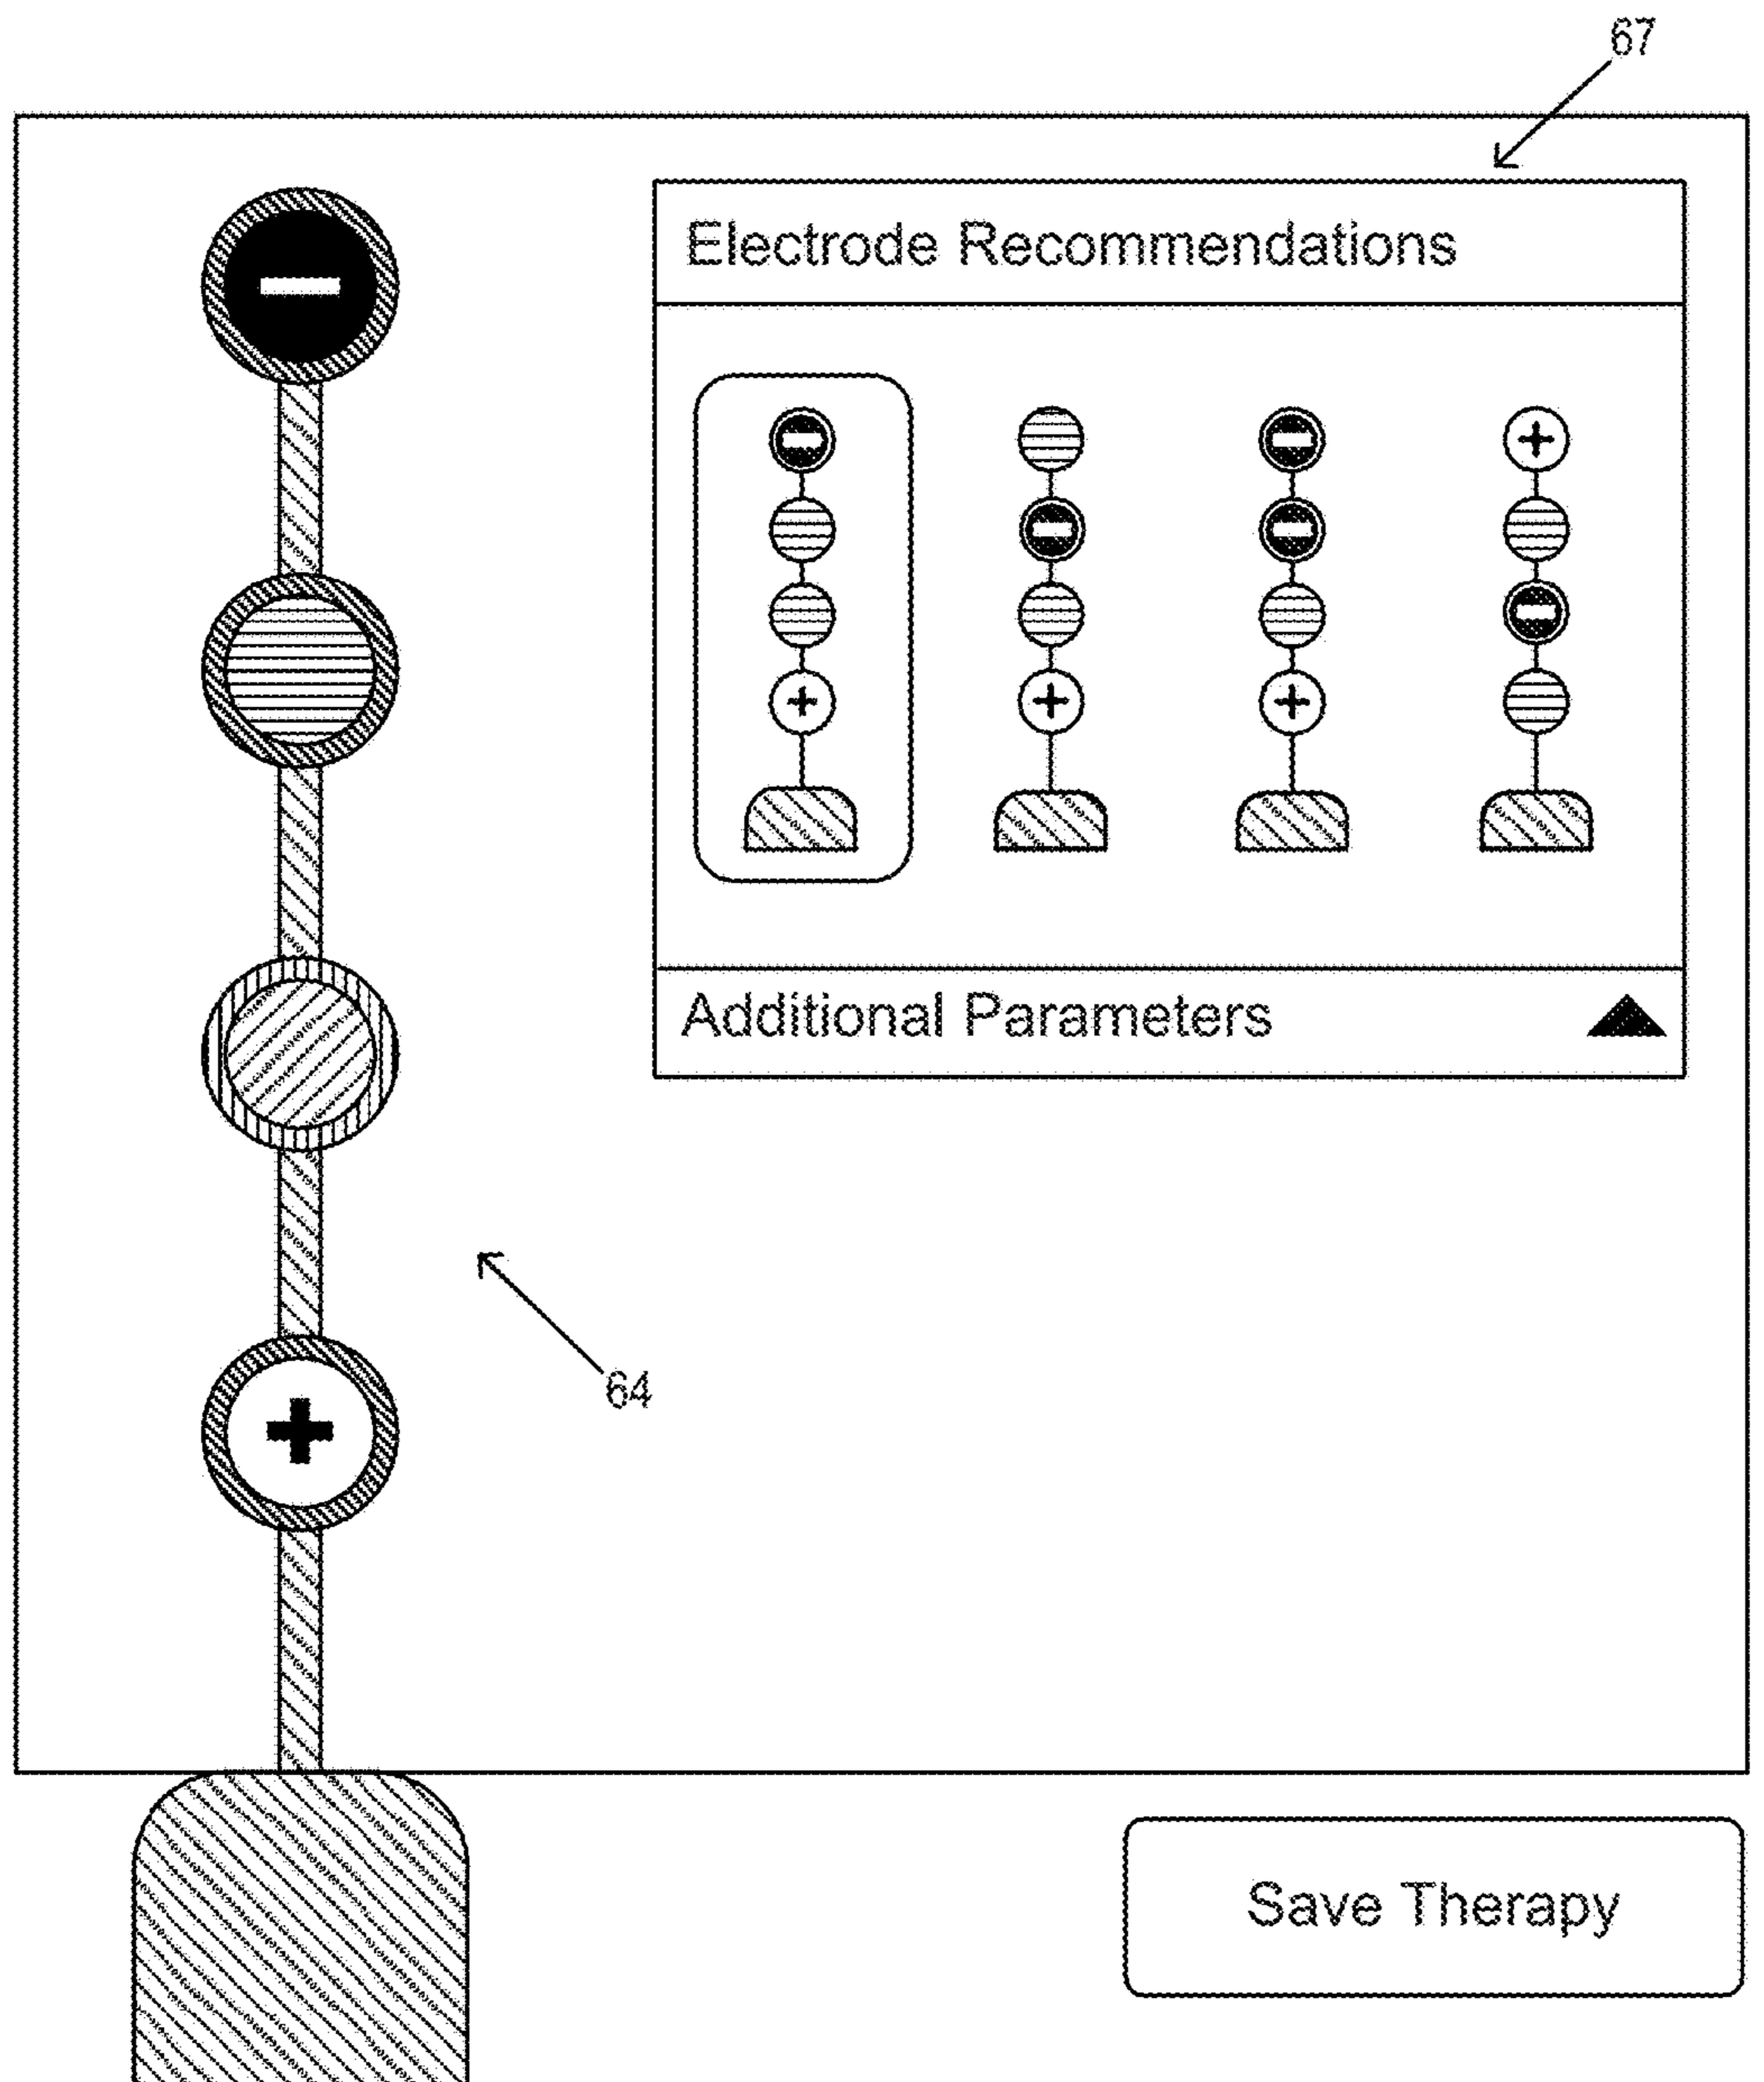 67
Electrode Recommendations
Additional Parameters
64
Save Therapy